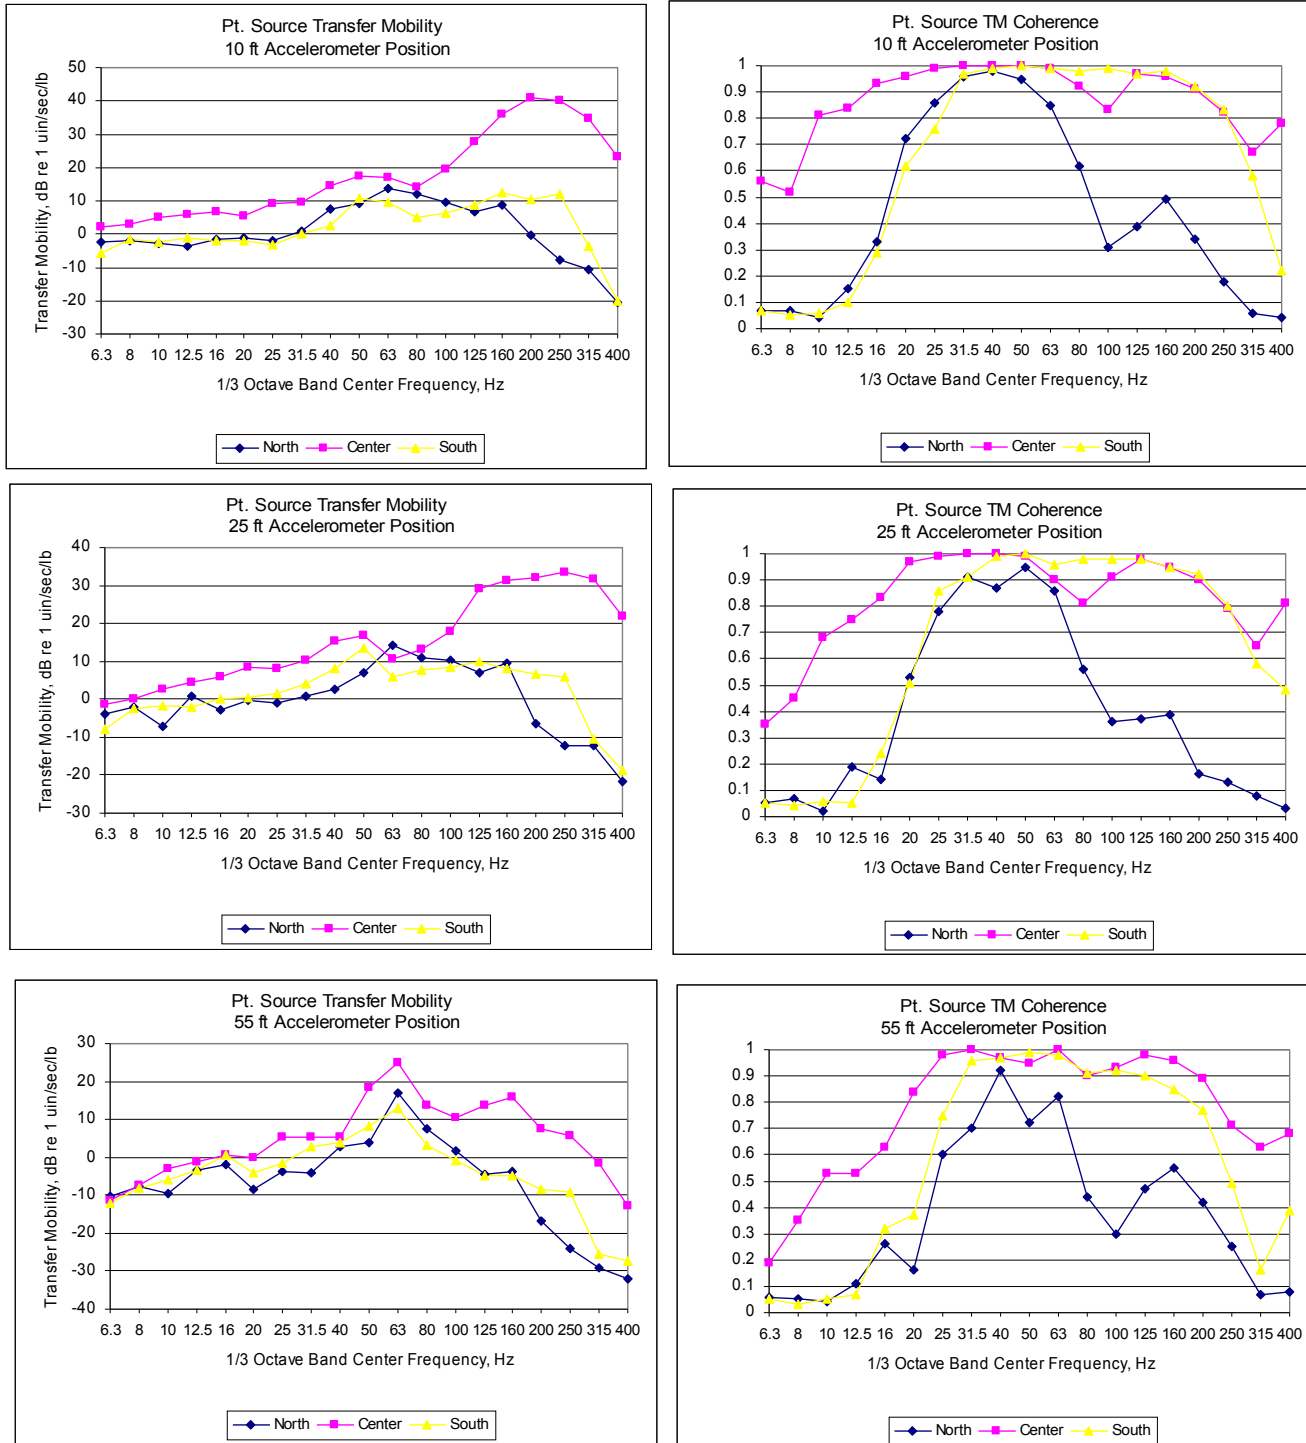 Pt. Source Transfer Mobility
10 ft Accelerometer Position
Transfer Mobility, dB re 1 uin/sec/lb
50
40
30
20
10
0
-10
-20
-30
6.3 8 10 12.5 16 20 25 31.5 40 50 63 80 100 125 160 200 250 315 400
1/3 Octave Band Center Frequency, Hz
North Center South
Pt. Source TM Coherence
10 ft Accelerometer Position
1
0.9
0.8
0.7
0.6
0.5
0.4
0.3
0.2
0.1
0
6.3 8 10 12.5 16 20 25 31.5 40 50 63 80 100 125 160 200 250 315 400
1/3 Octave Band Center Frequency, Hz
North Center South
Pt. Source Transfer Mobility
25 ft Accelerometer Position
Transfer Mobility, dB re 1 uin/sec/lb
40
30
20
10
0
-10
-20
-30
6.3 8 10 12.5 16 20 25 31.5 40 50 63 80 100 125 160 200 250 315 400
1/3 Octave Band Center Frequency, Hz
North Center South
Pt. Source TM Coherence
25 ft Accelerometer Position
1
0.9
0.8
0.7
0.6
0.5
0.4
0.3
0.2
0.1
0
6.3 8 10 12.5 16 20 25 31.5 40 50 63 80 100 125 160 200 250 315 400
1/3 Octave Band Center Frequency, Hz
North Center South
Pt. Source Transfer Mobility
55 ft Accelerometer Position
Transfer Mobility, dB re 1 uin/sec/lb
30
20
10
0
-10
-20
-30
-40
6.3 8 10 12.5 16 20 25 31.5 40 50 63 80 100 125 160 200 250 315 400
1/3 Octave Band Center Frequency, Hz
North Center South
Pt. Source TM Coherence
55 ft Accelerometer Position
1
0.9
0.8
0.7
0.6
0.5
0.4
0.3
0.2
0.1
0
6.3 8 10 12.5 16 20 25 31.5 40 50 63 80 100 125 160 200 250 315 400
1/3 Octave Band Center Frequency, Hz
North Center South